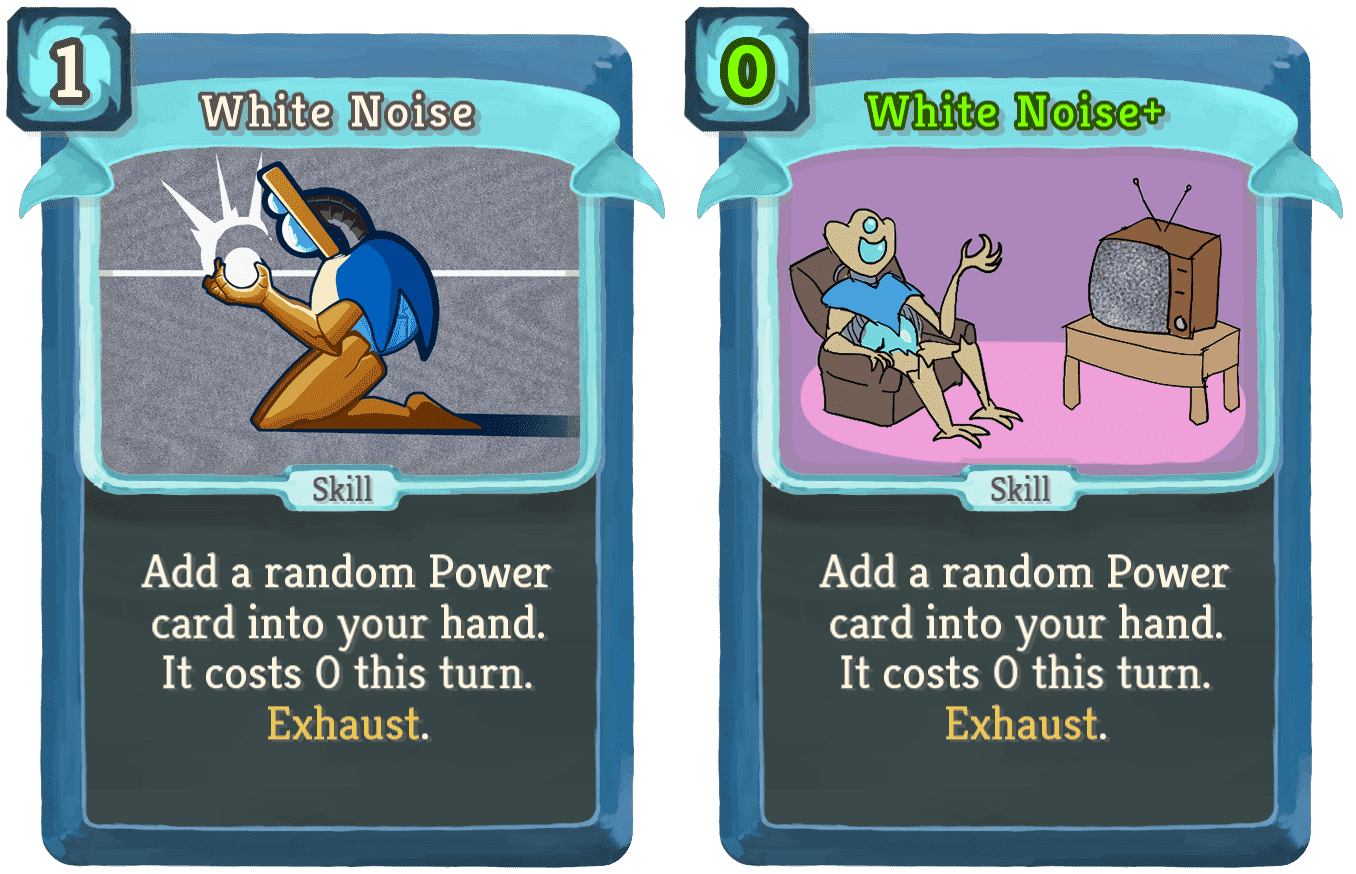 1
White Noise
Skill
Add a random Power
card into your hand.
It costs 0 this turn.
Exhaust.
0
White Noise+
Skill
Add a random Power
card into your hand.
It costs 0 this turn.
Exhaust.